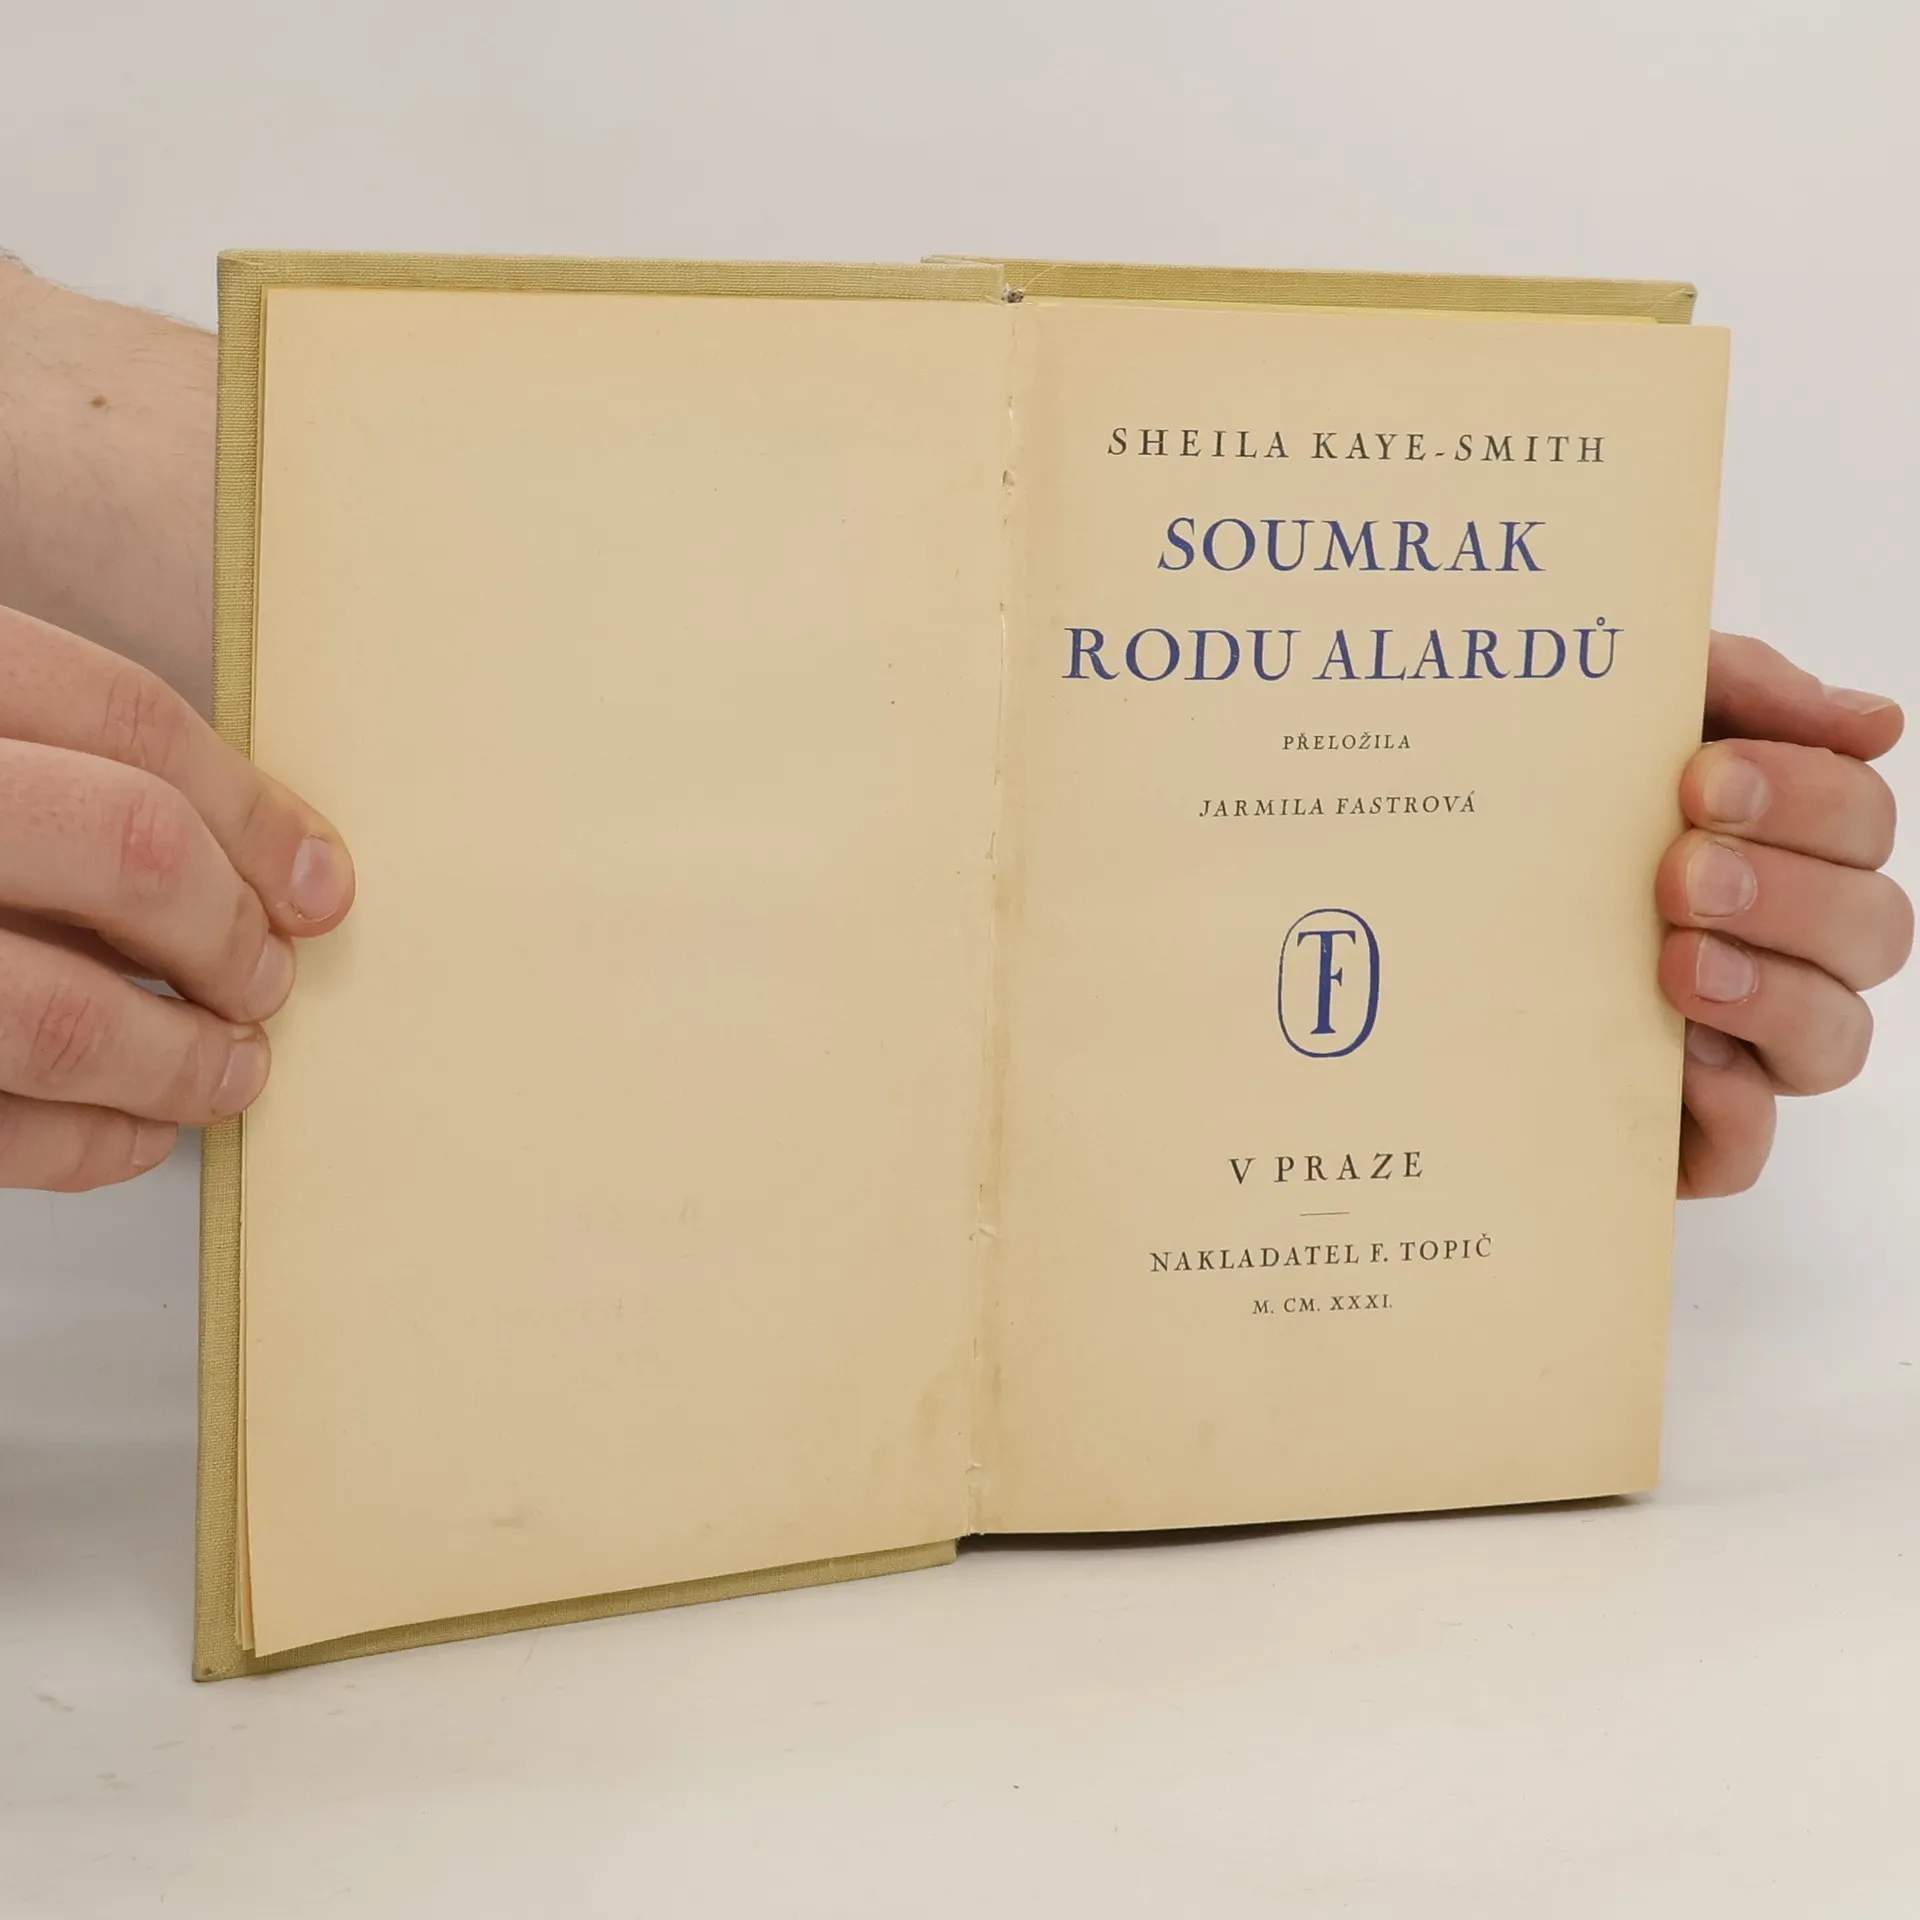 SHEILA KAYE-SMITH
SOUMRAK
RODU ALARDŮ
PŘELOŽILA
JARMILA FASTROVÁ
TF
V PRAZE
NAKLADATEL F. TOPIČ
M. CM. XXXI.